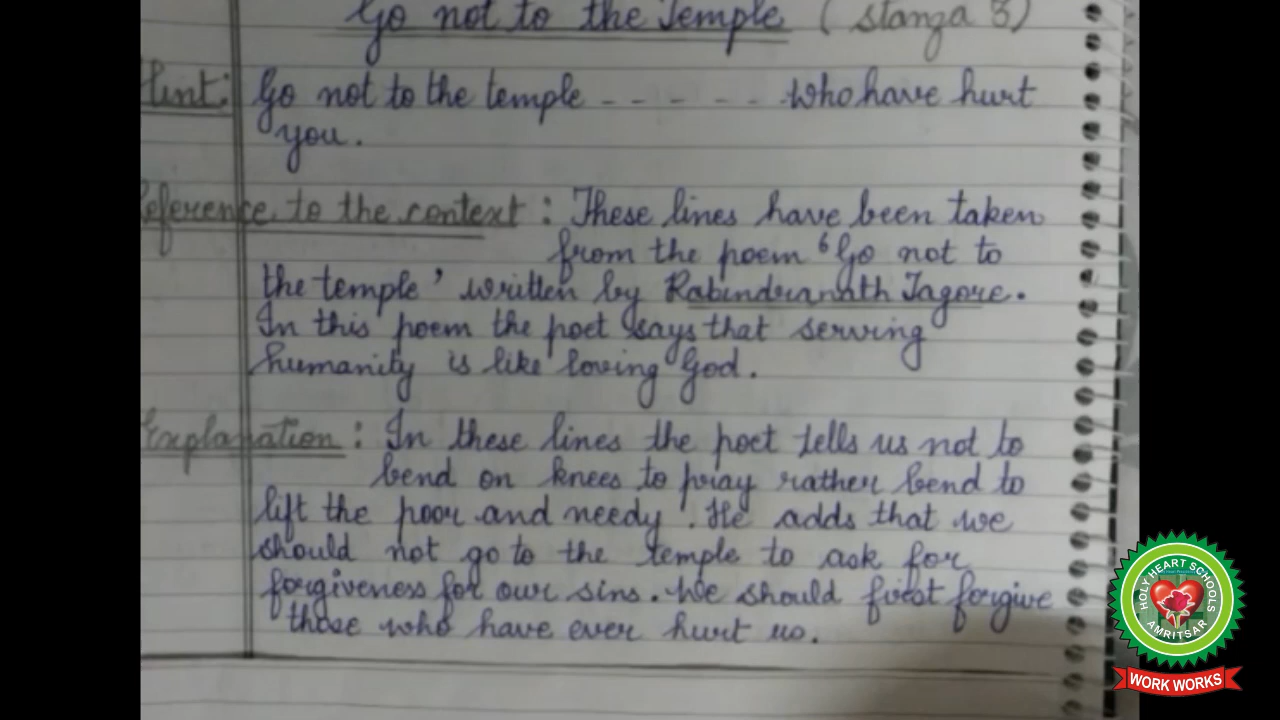 Go not to the Temple (Stanza 3)
Hint: Go not to the temple - - - - - - who have hurt
you.
Reference to the context: These lines have been taken
from the poem 'Go not to
the temple' written by Rabindranath Tagore.
In this poem the poet says that serving
humanity is like loving God.
Explanation: In these lines the poet tells us not to
bend on knees to pray rather bend to
lift the poor and needy. He adds that we
should not go to the temple to ask for
forgiveness for our sins. We should first forgive
those who have ever hurt us.
HOLY HEART SCHOOLS
AMRITSAR
WORK WORKS